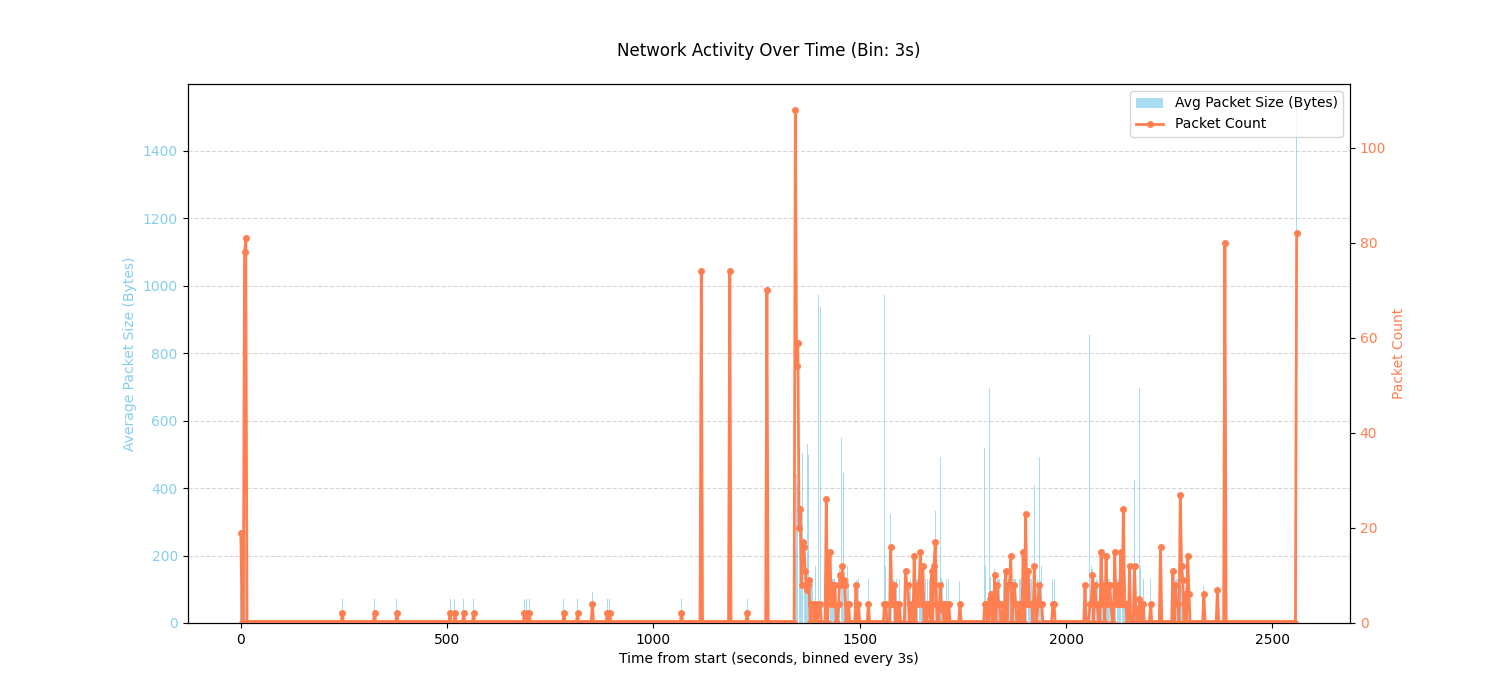 Network Activity Over Time (Bin: 3s)
Avg Packet Size (Bytes)
Packet Count
Average Packet Size (Bytes)
1400
1200
1000
800
600
400
200
0
100
80
60
40
20
0
Packet Count
0 500 1000 1500 2000 2500
Time from start (seconds, binned every 3s)